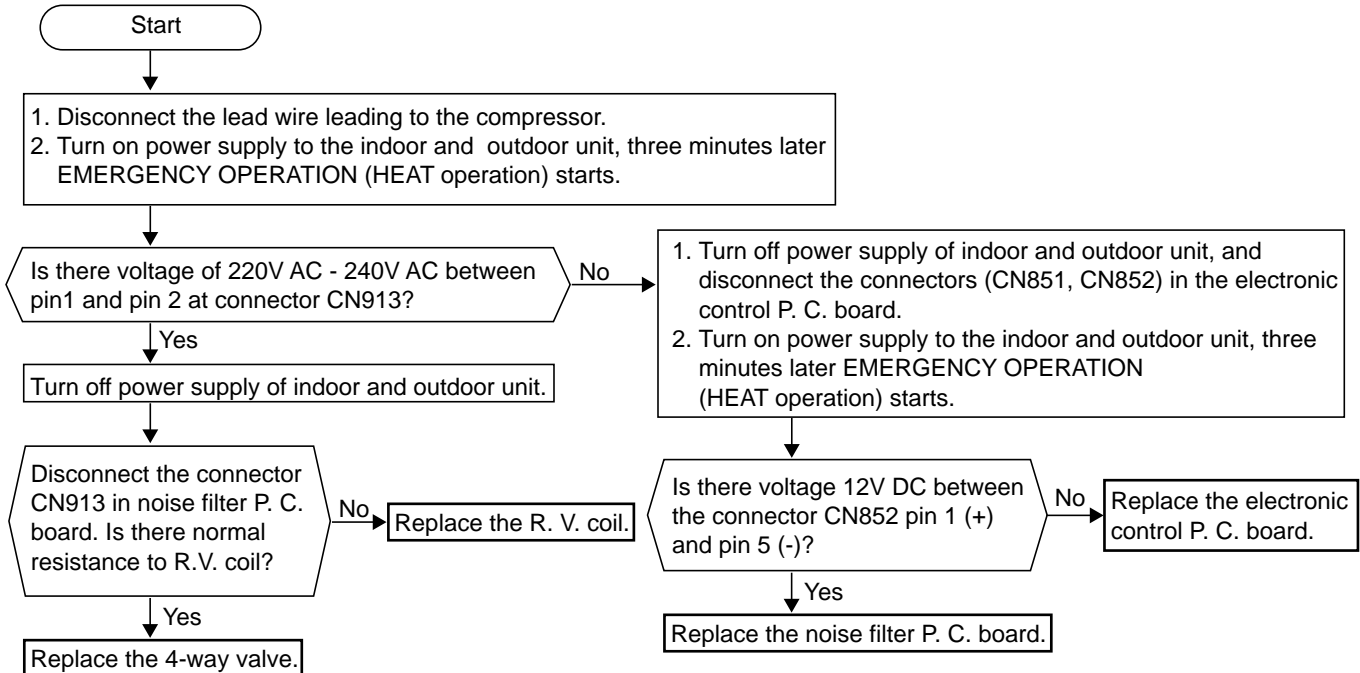 Start
1. Disconnect the lead wire leading to the compressor.
2. Turn on power supply to the indoor and outdoor unit, three minutes later
EMERGENCY OPERATION (HEAT operation) starts.
Is there voltage of 220V AC - 240V AC between
pin1 and pin 2 at connector CN913?
No
1. Turn off power supply of indoor and outdoor unit, and
disconnect the connectors (CN851, CN852) in the electronic
control P. C. board.
2. Turn on power supply to the indoor and outdoor unit, three
minutes later EMERGENCY OPERATION
(HEAT operation) starts.
Yes
Turn off power supply of indoor and outdoor unit.
Disconnect the connector
CN913 in noise filter P. C.
board. Is there normal
resistance to R.V. coil?
No
Replace the R. V. coil.
Is there voltage 12V DC between
the connector CN852 pin 1 (+)
and pin 5 (-)?
No
Replace the electronic
control P. C. board.
Yes
Replace the 4-way valve.
Yes
Replace the noise filter P. C. board.